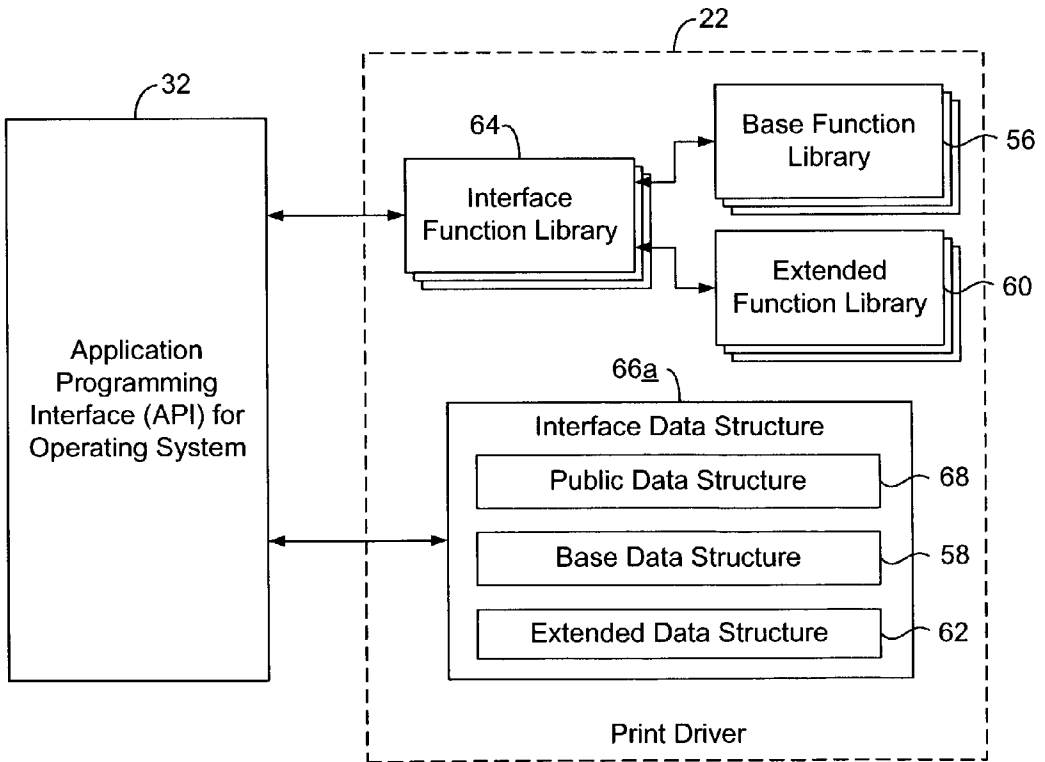 22
32
64
Base Function
Library
56
Interface
Function Library
Extended
Function Library
60
Application
Programming
Interface (API) for
Operating System
66a
Interface Data Structure
Public Data Structure
68
Base Data Structure
58
Extended Data Structure
62
Print Driver